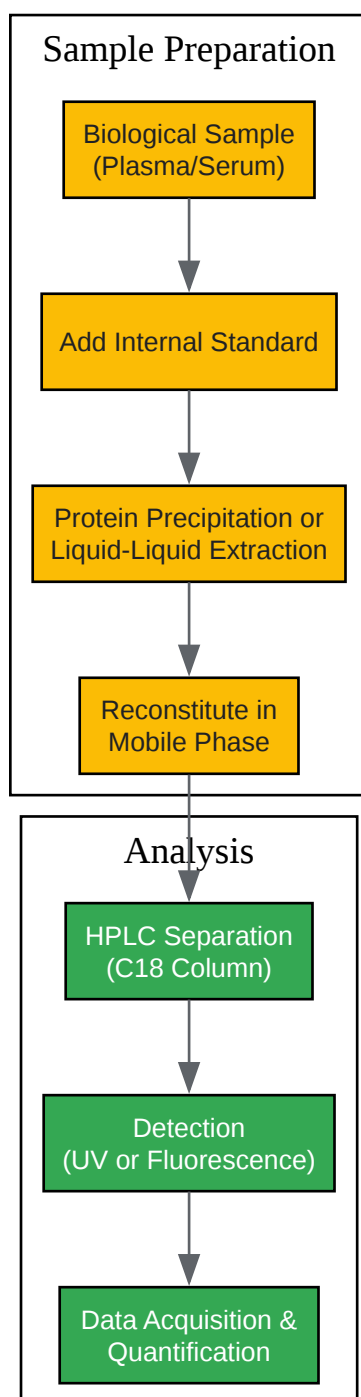 Sample Preparation
Biological Sample
(Plasma/Serum)
Add Internal Standard
Protein Precipitation or
Liquid-Liquid Extraction
Reconstitute in
Mobile Phase
Analysis
HPLC Separation
(C18 Column)
Detection
(UV or Fluorescence)
Data Acquisition &
Quantification